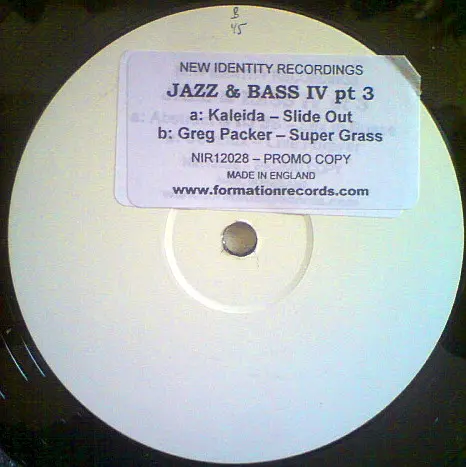 B
45
NEW IDENTITY RECORDINGS
JAZZ & BASS IV pt 3
a: Kaleida – Slide Out
b: Greg Packer – Super Grass
NIR12028 – PROMO COPY
MADE IN ENGLAND
www.formationrecords.com